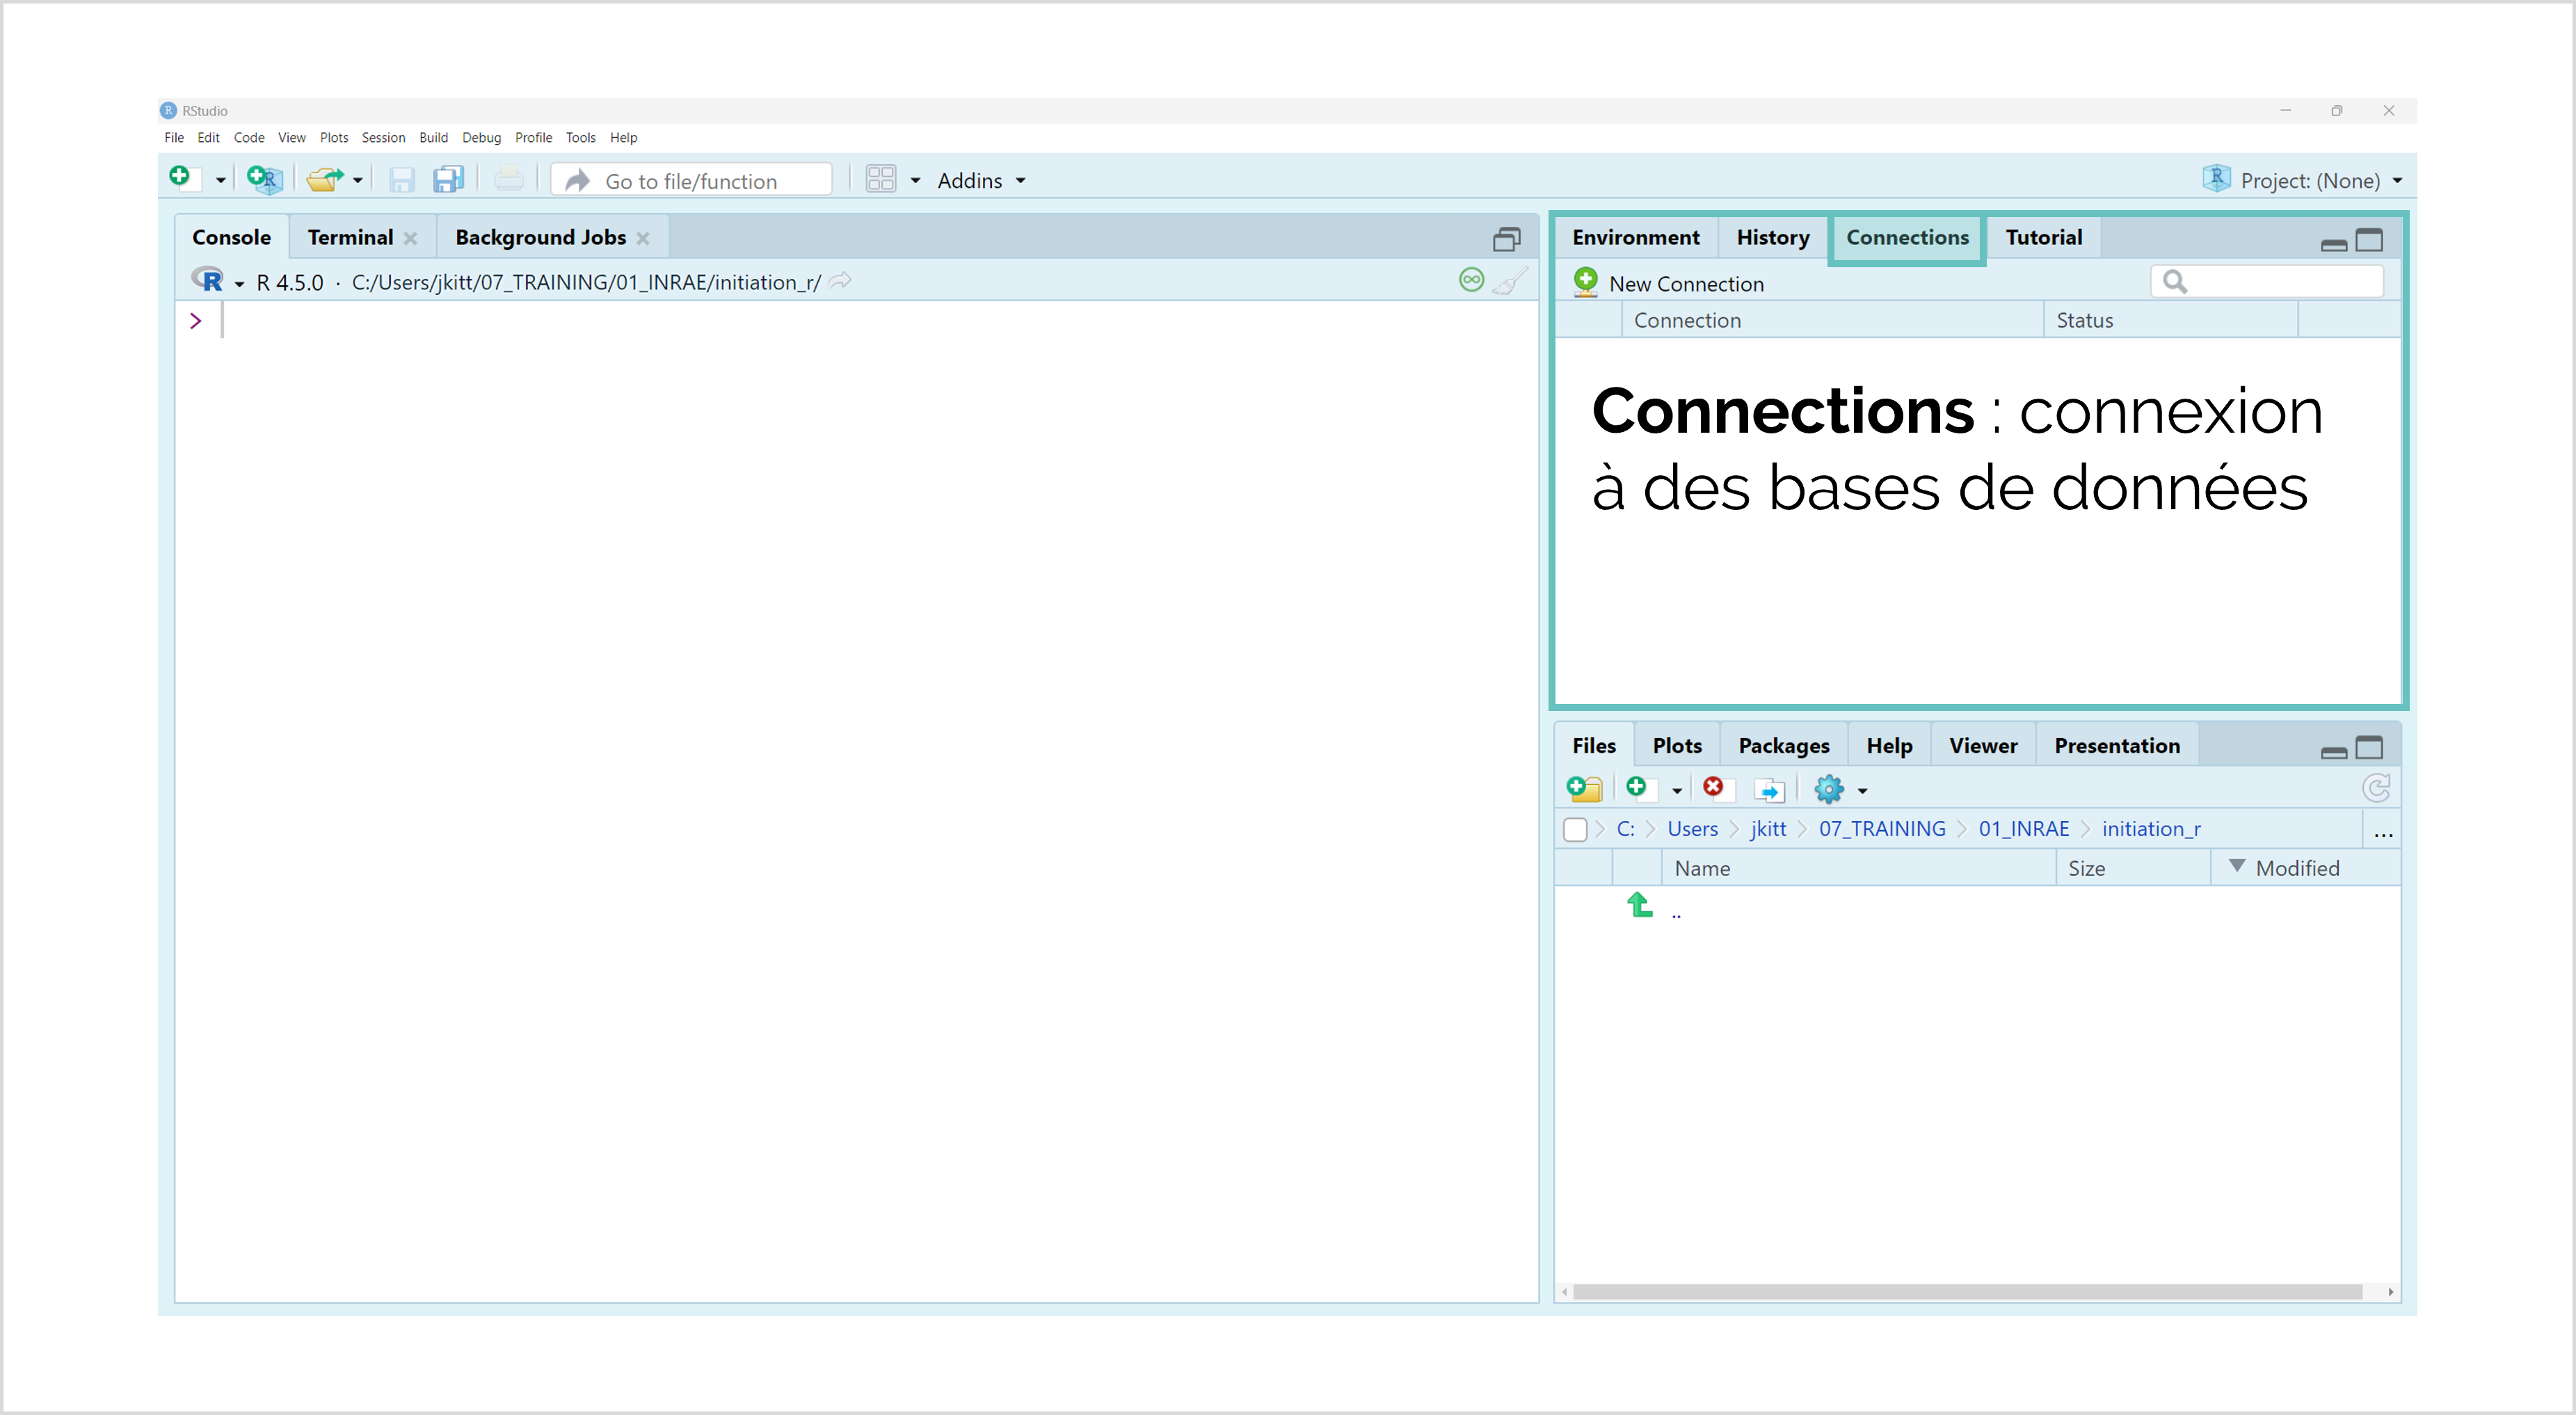 RStudio
File Edit Code View Plots Session Build Debug Profile Tools Help
Go to file/function Addins Project: (None)
Console Terminal Background Jobs
R 4.5.0 · C:/Users/jkitt/07_TRAINING/01_INRAE/initiation_r/
>
Environment History Connections Tutorial
New Connection
Connection Status
Connections : connexion
à des bases de données
Files Plots Packages Help Viewer Presentation
C: Users jkitt 07_TRAINING 01_INRAE initiation_r ...
Name Size Modified
..